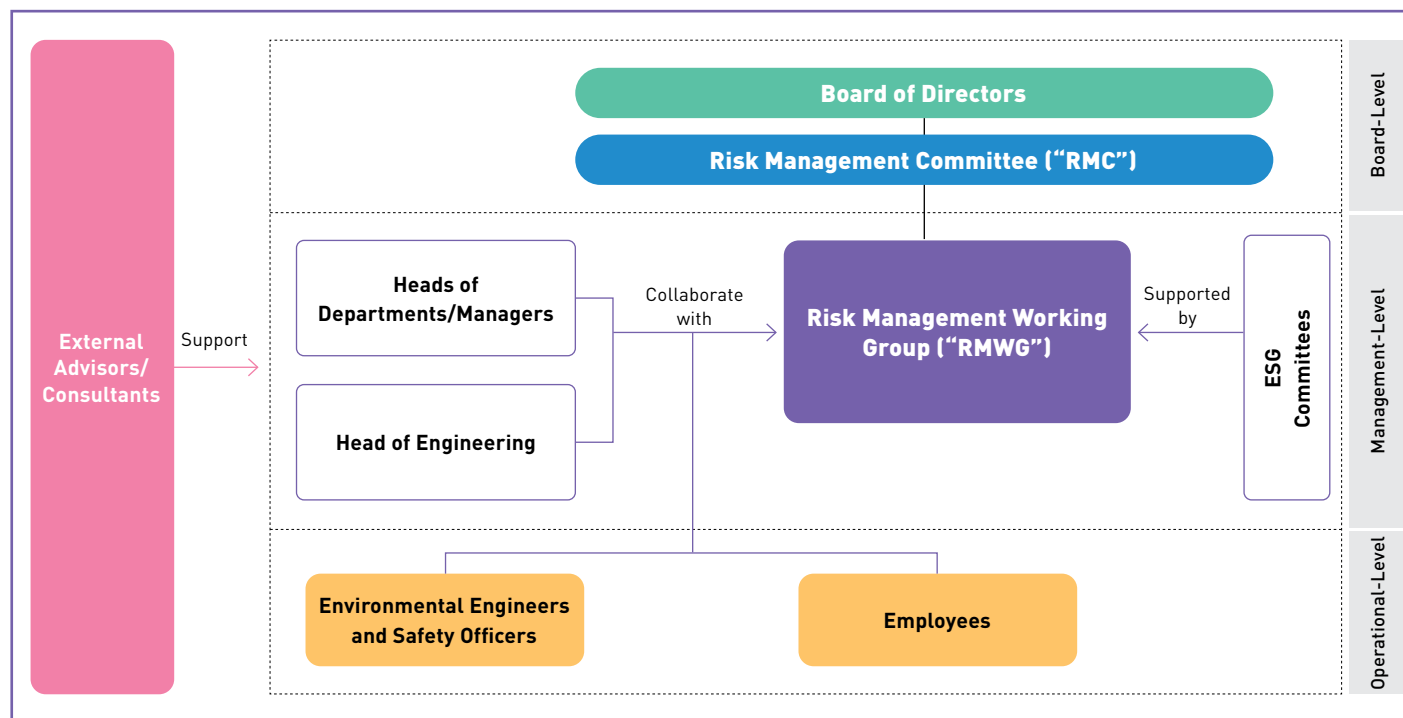 Board of Directors
Risk Management Committee (“RMC”)
Board-Level
External
Advisors/
Consultants
Support
Heads of
Departments/Managers
Head of Engineering
Collaborate
with
Risk Management Working
Group (“RMWG”)
Supported
by
ESG
Committees
Management-Level
Environmental Engineers
and Safety Officers
Employees
Operational-Level